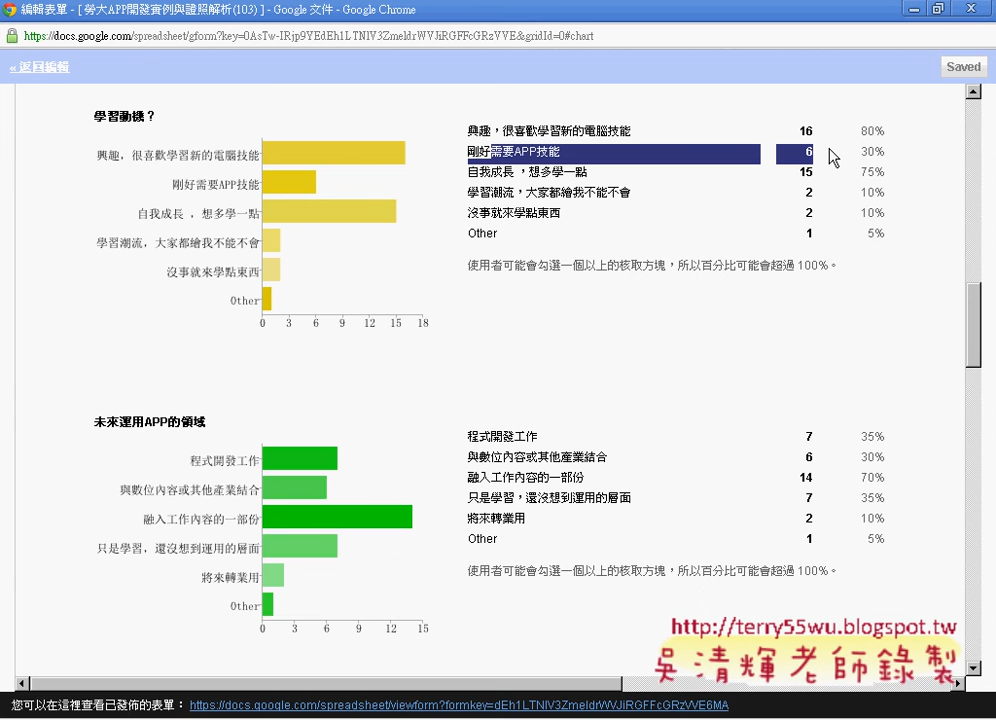 編輯表單 - [ 勞大APP開發實例與證照解析(103) ] - Google 文件 - Google Chrome
https://docs.google.com/spreadsheet/gform?key=0AsTw-IRjp9YEdEh1LTNlV3ZmeldrWVJiRGFFcGRzVVE&gridId=0#chart
« 返回編輯
Saved
學習動機？
興趣，很喜歡學習新的電腦技能
剛好需要APP技能
自我成長 ，想多學一點
學習潮流，大家都繪我不能不會
沒事就來學點東西
Other
0 3 6 9 12 15 18
興趣，很喜歡學習新的電腦技能 16 80%
剛好需要APP技能 6 30%
自我成長 ，想多學一點 15 75%
學習潮流，大家都繪我不能不會 2 10%
沒事就來學點東西 2 10%
Other 1 5%
使用者可能會勾選一個以上的核取方塊，所以百分比可能會超過 100%。
未來運用APP的領域
程式開發工作
與數位內容或其他產業結合
融入工作內容的一部份
只是學習，還沒想到運用的層面
將來轉業用
Other
0 3 6 9 12 15
程式開發工作 7 35%
與數位內容或其他產業結合 6 30%
融入工作內容的一部份 14 70%
只是學習，還沒想到運用的層面 7 35%
將來轉業用 2 10%
Other 1 5%
使用者可能會勾選一個以上的核取方塊，所以百分比可能會超過 100%。
http://terry55wu.blogspot.tw
吳清輝老師錄製
您可以在這裡查看已發佈的表單： https://docs.google.com/spreadsheet/viewform?formkey=dEh1LTNlV3ZmeldrWVJiRGFFcGRzVVE6MA